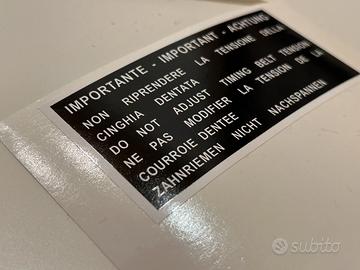 IMPORTANTE - IMPORTANT - ACHTUNG
NON RIPRENDERE LA TENSIONE DELLA
CINGHIA DENTATA
DO NOT ADJUST TIMING BELT TENSION
NE PAS MODIFIER LA TENSION DE LA
COURROIE DENTEE
ZAHNRIEMEN NICHT NACHSPANNEN
subito